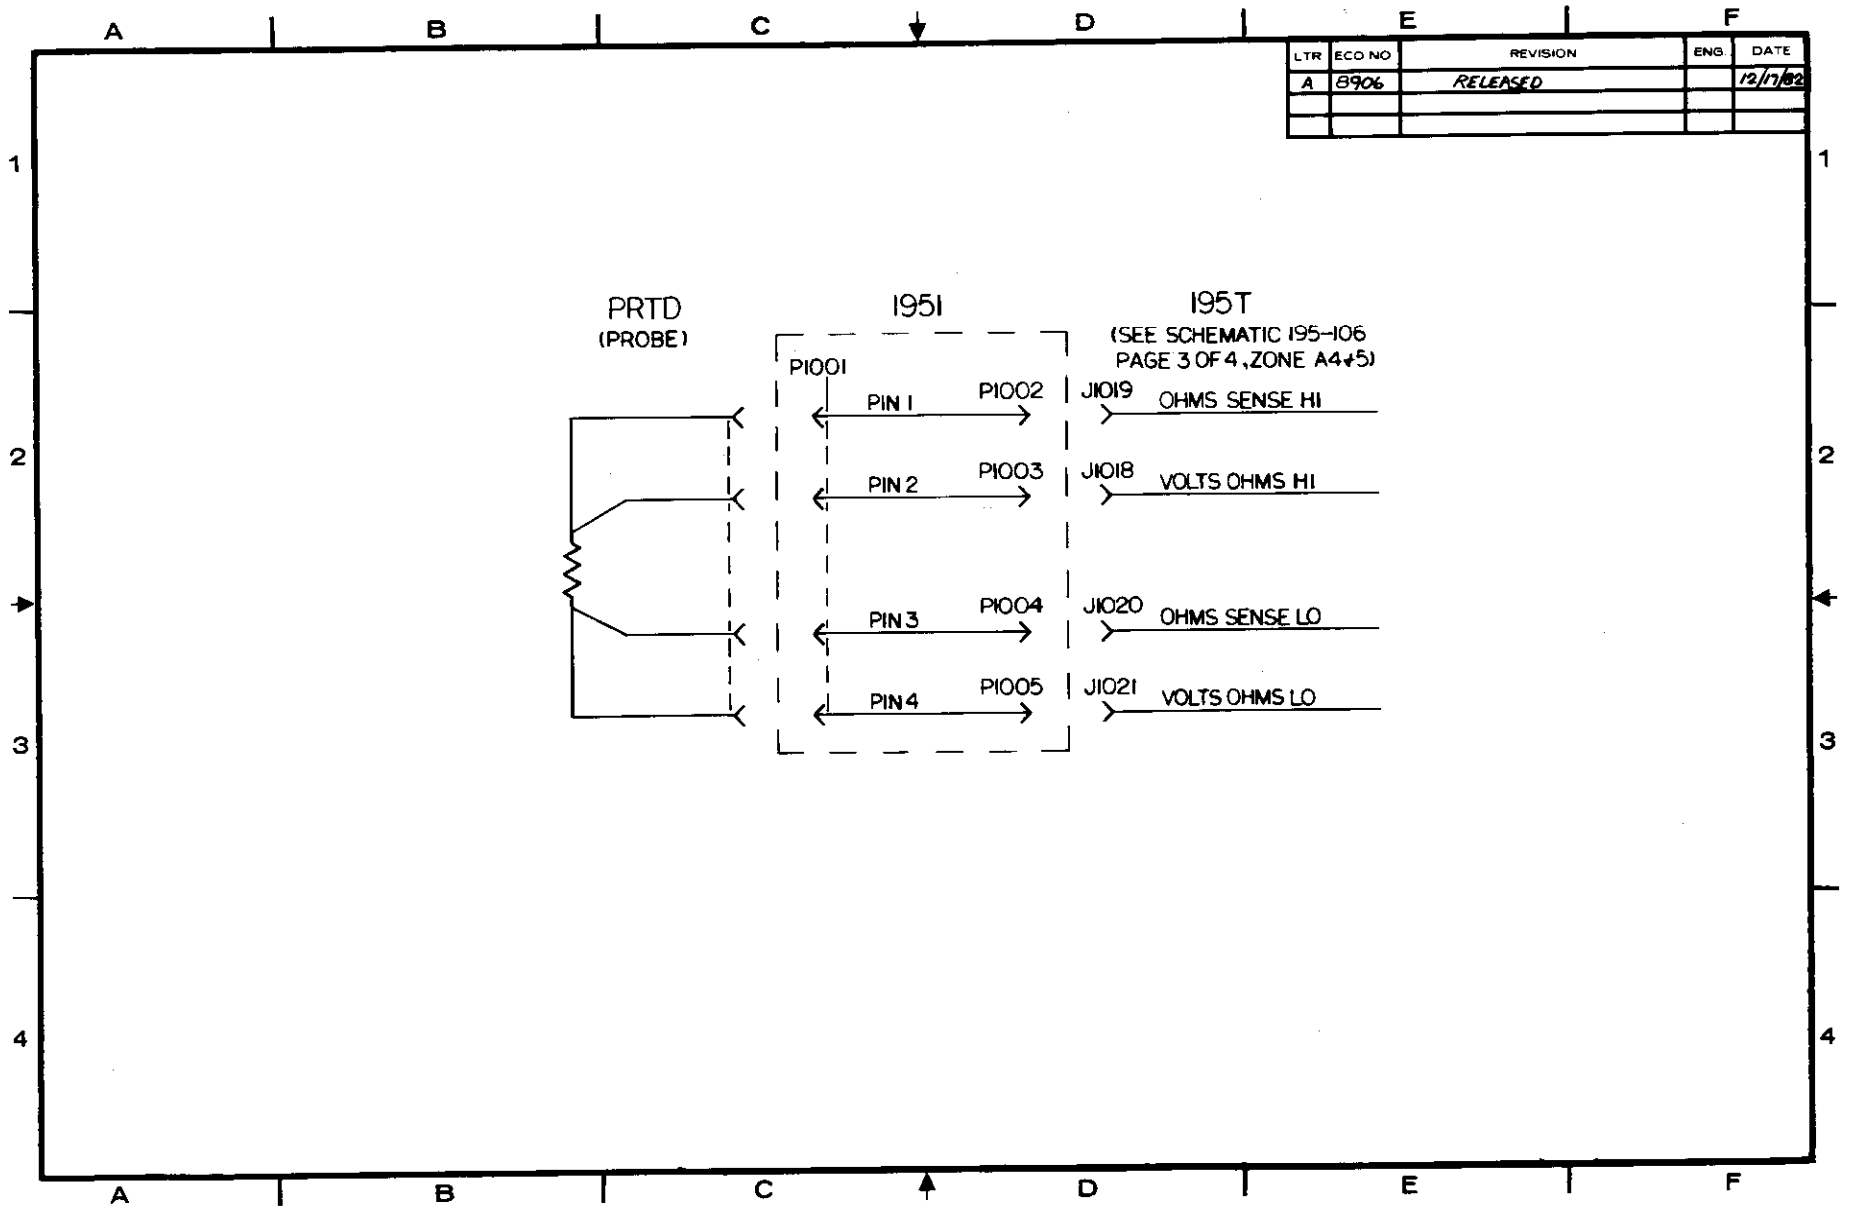 A B C D E F
LTR ECO NO REVISION ENG. DATE
A 8906 RELEASED 12/17/82
1 1
PRTD
(PROBE)
1951
195T
(SEE SCHEMATIC 195-106
PAGE 3 OF 4, ZONE A4+5)
P1001
PIN 1 P1002 J1019 OHMS SENSE HI
2 2
PIN 2 P1003 J1018 VOLTS OHMS HI
PIN 3 P1004 J1020 OHMS SENSE LO
PIN 4 P1005 J1021 VOLTS OHMS LO
3 3
4 4
A B C D E F